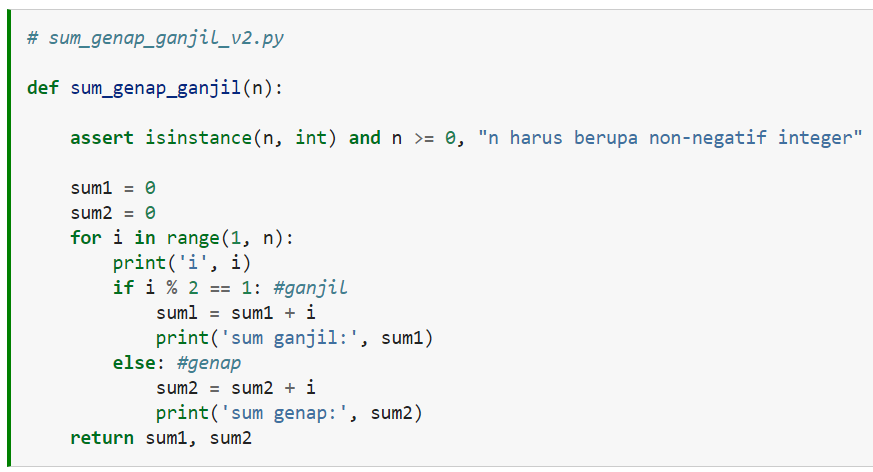 # sum_genap_ganjil_v2.py
def sum_genap_ganjil(n):
    assert isinstance(n, int) and n >= 0, "n harus berupa non-negatif integer"
    sum1 = 0
    sum2 = 0
    for i in range(1, n):
        print('i', i)
        if i % 2 == 1: #ganjil
            suml = sum1 + i
            print('sum ganjil:', sum1)
        else: #genap
            sum2 = sum2 + i
            print('sum genap:', sum2)
    return sum1, sum2